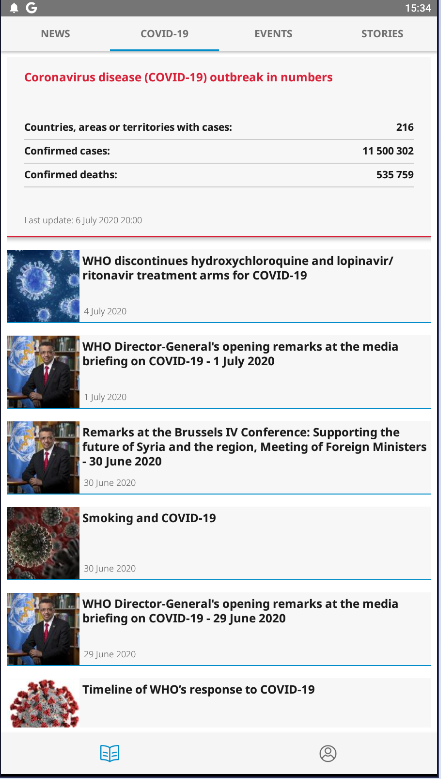 15:34
NEWS COVID-19 EVENTS STORIES
Coronavirus disease (COVID-19) outbreak in numbers
Countries, areas or territories with cases: 216
Confirmed cases: 11 500 302
Confirmed deaths: 535 759
Last update: 6 July 2020 20:00
WHO discontinues hydroxychloroquine and lopinavir/
ritonavir treatment arms for COVID-19
4 July 2020
WHO Director-General's opening remarks at the media
briefing on COVID-19 - 1 July 2020
1 July 2020
Remarks at the Brussels IV Conference: Supporting the
future of Syria and the region, Meeting of Foreign Ministers
- 30 June 2020
30 June 2020
Smoking and COVID-19
30 June 2020
WHO Director-General's opening remarks at the media
briefing on COVID-19 - 29 June 2020
29 June 2020
Timeline of WHO's response to COVID-19